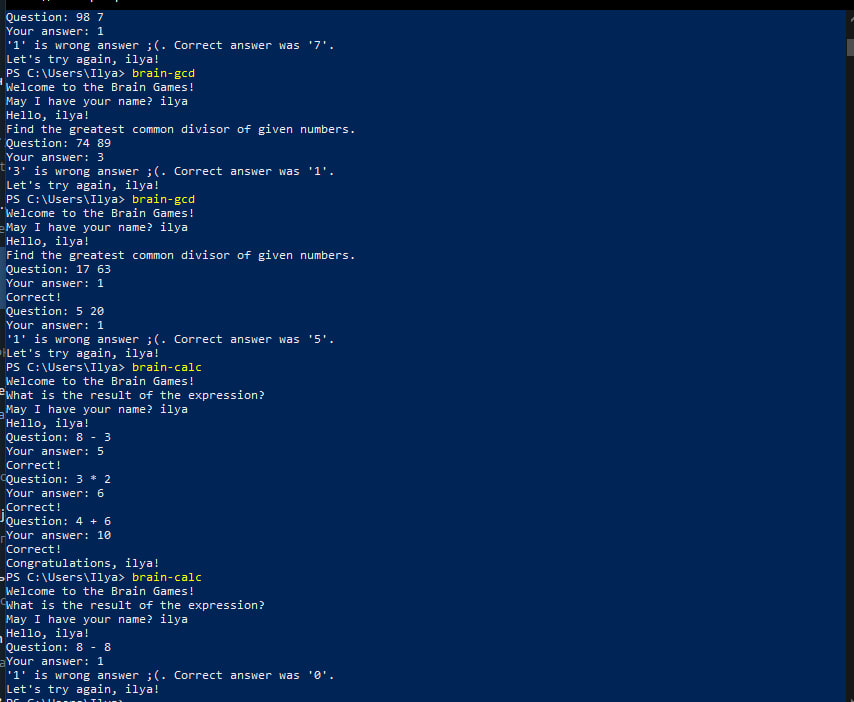 Question: 98 7
Your answer: 1
'1' is wrong answer ;(. Correct answer was '7'.
Let's try again, ilya!
PS C:\Users\Ilya> brain-gcd
Welcome to the Brain Games!
May I have your name? ilya
Hello, ilya!
Find the greatest common divisor of given numbers.
Question: 74 89
Your answer: 3
'3' is wrong answer ;(. Correct answer was '1'.
Let's try again, ilya!
PS C:\Users\Ilya> brain-gcd
Welcome to the Brain Games!
May I have your name? ilya
Hello, ilya!
Find the greatest common divisor of given numbers.
Question: 17 63
Your answer: 1
Correct!
Question: 5 20
Your answer: 1
'1' is wrong answer ;(. Correct answer was '5'.
Let's try again, ilya!
PS C:\Users\Ilya> brain-calc
Welcome to the Brain Games!
What is the result of the expression?
May I have your name? ilya
Hello, ilya!
Question: 8 - 3
Your answer: 5
Correct!
Question: 3 * 2
Your answer: 6
Correct!
Question: 4 + 6
Your answer: 10
Correct!
Congratulations, ilya!
PS C:\Users\Ilya> brain-calc
Welcome to the Brain Games!
What is the result of the expression?
May I have your name? ilya
Hello, ilya!
Question: 8 - 8
Your answer: 1
'1' is wrong answer ;(. Correct answer was '0'.
Let's try again, ilya!
PS C:\Users\Ilya>